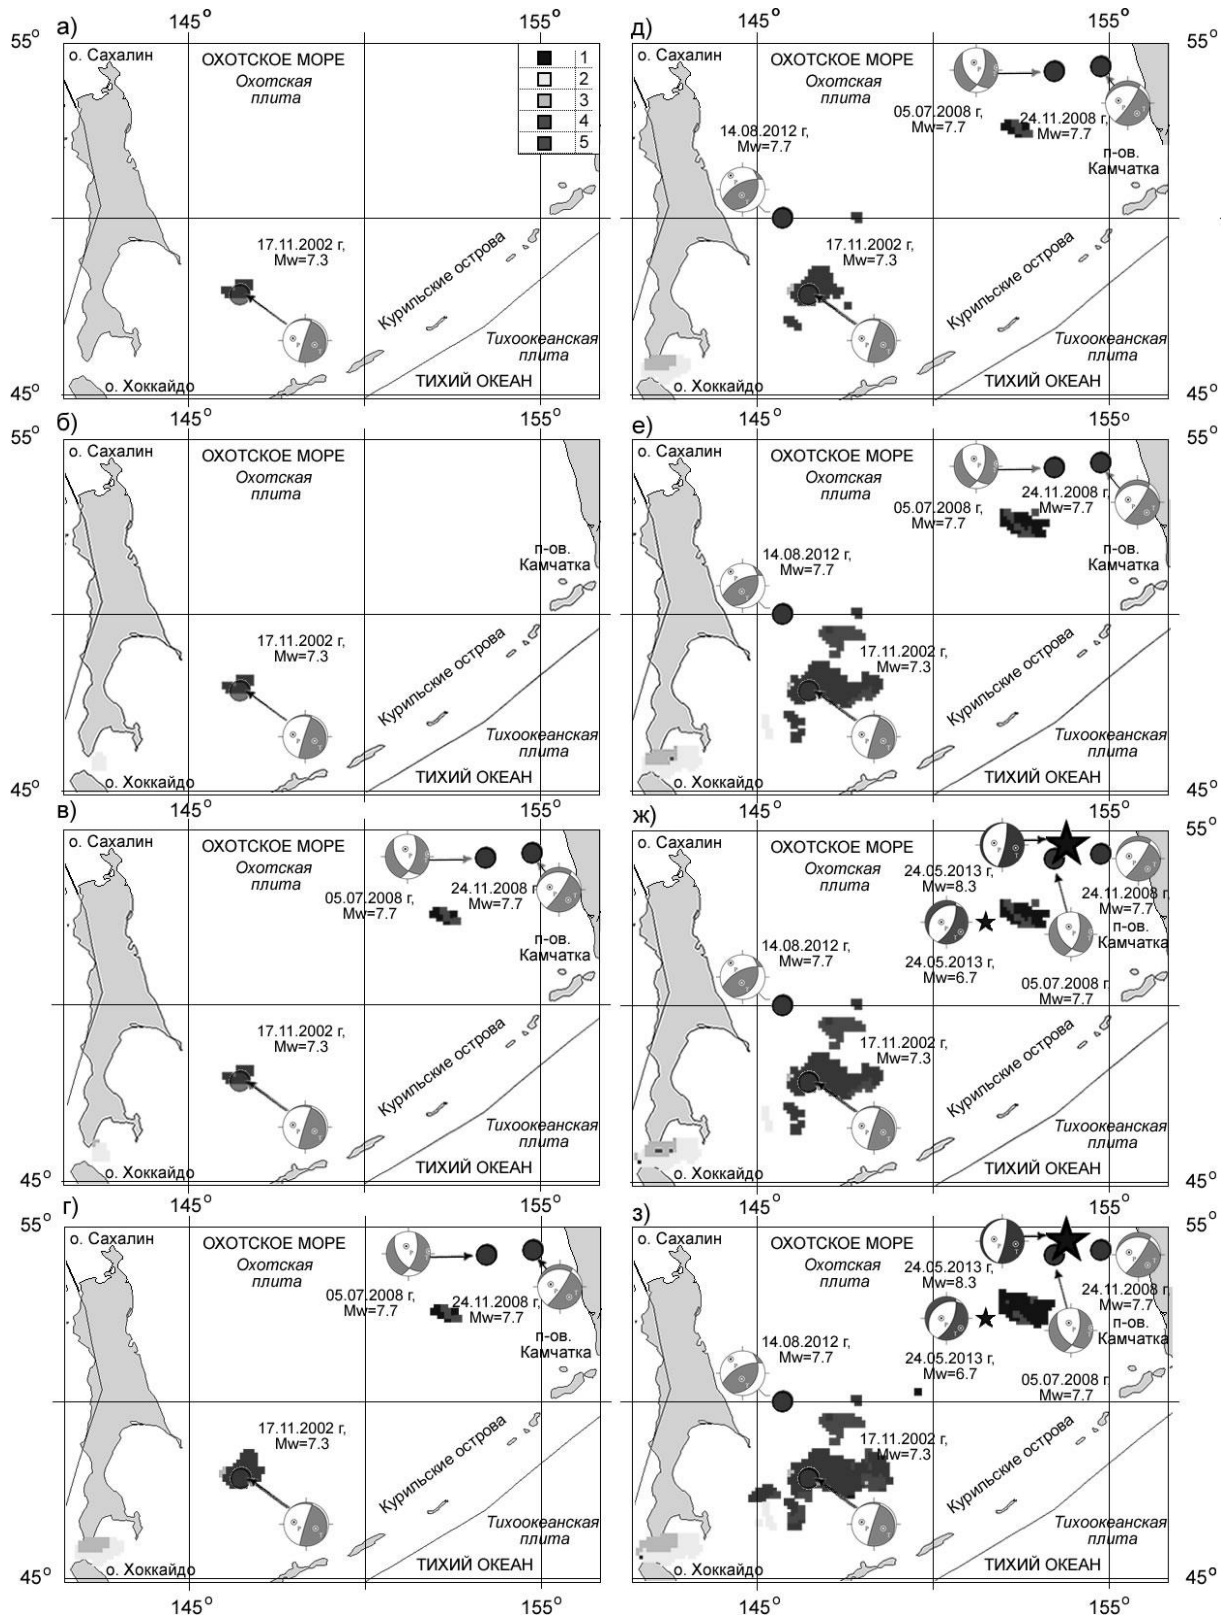 а)
145°
155°
55°
о. Сахалин
ОХОТСКОЕ МОРЕ
Охотская
плита
1
2
3
4
5
17.11.2002 г,
Mw=7.3
P
T
Курильские острова
Тихоокеанская
плита
о. Хоккайдо
ТИХИЙ ОКЕАН
45°
б)
145°
155°
55°
о. Сахалин
ОХОТСКОЕ МОРЕ
Охотская
плита
п-ов.
Камчатка
17.11.2002 г,
Mw=7.3
P
T
Курильские острова
Тихоокеанская
плита
о. Хоккайдо
ТИХИЙ ОКЕАН
45°
в)
145°
155°
55°
о. Сахалин
ОХОТСКОЕ МОРЕ
Охотская
плита
05.07.2008 г,
Mw=7.7
24.11.2008 г
Mw=7.7
п-ов.
Камчатка
17.11.2002 г,
Mw=7.3
P
T
Курильские острова
Тихоокеанская
плита
о. Хоккайдо
ТИХИЙ ОКЕАН
45°
г)
145°
155°
55°
о. Сахалин
ОХОТСКОЕ МОРЕ
Охотская
плита
05.07.2008 г,
Mw=7.7
24.11.2008 г,
Mw=7.7
п-ов.
Камчатка
17.11.2002 г,
Mw=7.3
P
T
Курильские острова
Тихоокеанская
плита
о. Хоккайдо
ТИХИЙ ОКЕАН
45°
145°
155°
д)
145°
155°
55°
о. Сахалин
ОХОТСКОЕ МОРЕ
Охотская
плита
05.07.2008 г,
Mw=7.7
24.11.2008 г,
Mw=7.7
14.08.2012 г,
Mw=7.7
п-ов.
Камчатка
17.11.2002 г,
Mw=7.3
P
T
Курильские острова
Тихоокеанская
плита
о. Хоккайдо
ТИХИЙ ОКЕАН
45°
е)
145°
155°
55°
о. Сахалин
ОХОТСКОЕ МОРЕ
Охотская
плита
24.11.2008 г,
Mw=7.7
05.07.2008 г,
Mw=7.7
14.08.2012 г,
Mw=7.7
п-ов.
Камчатка
17.11.2002 г,
Mw=7.3
P
T
Курильские острова
Тихоокеанская
плита
о. Хоккайдо
ТИХИЙ ОКЕАН
45°
ж)
145°
155°
55°
о. Сахалин
ОХОТСКОЕ МОРЕ
Охотская
плита
24.05.2013 г,
Mw=8.3
24.11.2008 г,
Mw=7.7
п-ов.
Камчатка
24.05.2013 г,
Mw=6.7
05.07.2008 г,
Mw=7.7
14.08.2012 г,
Mw=7.7
17.11.2002 г,
Mw=7.3
P
T
Курильские острова
Тихоокеанская
плита
о. Хоккайдо
ТИХИЙ ОКЕАН
45°
з)
145°
155°
55°
о. Сахалин
ОХОТСКОЕ МОРЕ
Охотская
плита
24.05.2013 г,
Mw=8.3
24.11.2008 г,
Mw=7.7
п-ов.
Камчатка
24.05.2013 г,
Mw=6.7
05.07.2008 г,
Mw=7.7
14.08.2012 г,
Mw=7.7
17.11.2002 г,
Mw=7.3
P
T
Курильские острова
Тихоокеанская
плита
о. Хоккайдо
ТИХИЙ ОКЕАН
45°
145°
155°